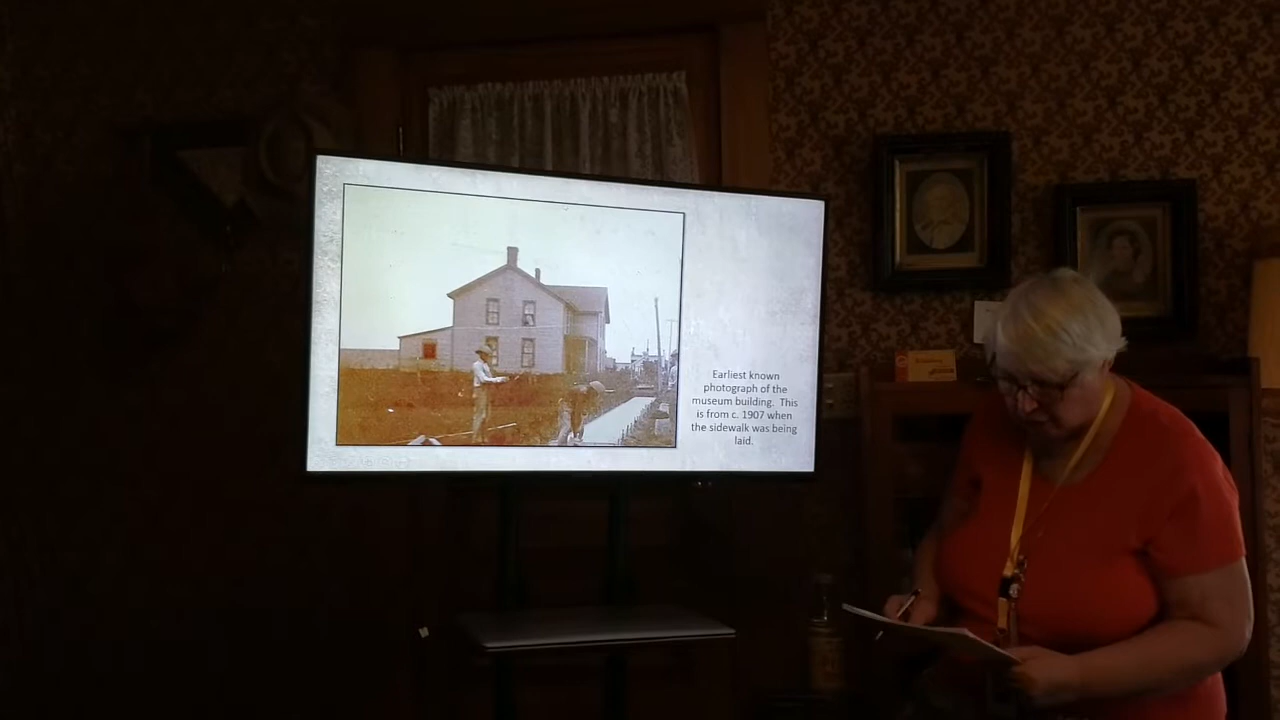 Earliest known
photograph of the
museum building.  This
is from c. 1907 when
the sidewalk was being
laid.